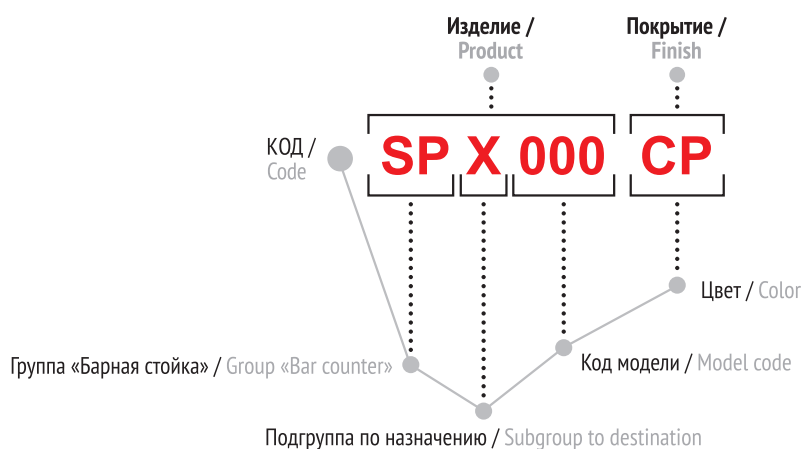 Изделие /
Product
Покрытие /
Finish
КОД /
Code
SP X 000 CP
Цвет / Color
Группа «Барная стойка» / Group «Bar counter»
Код модели / Model code
Подгруппа по назначению / Subgroup to destination